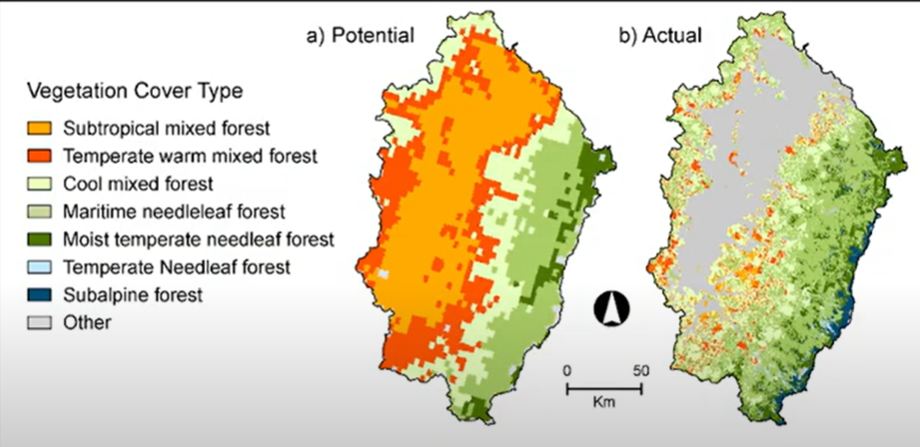 a) Potential
b) Actual
Vegetation Cover Type
Subtropical mixed forest
Temperate warm mixed forest
Cool mixed forest
Maritime needleleaf forest
Moist temperate needleaf forest
Temperate Needleaf forest
Subalpine forest
Other
0 50
Km